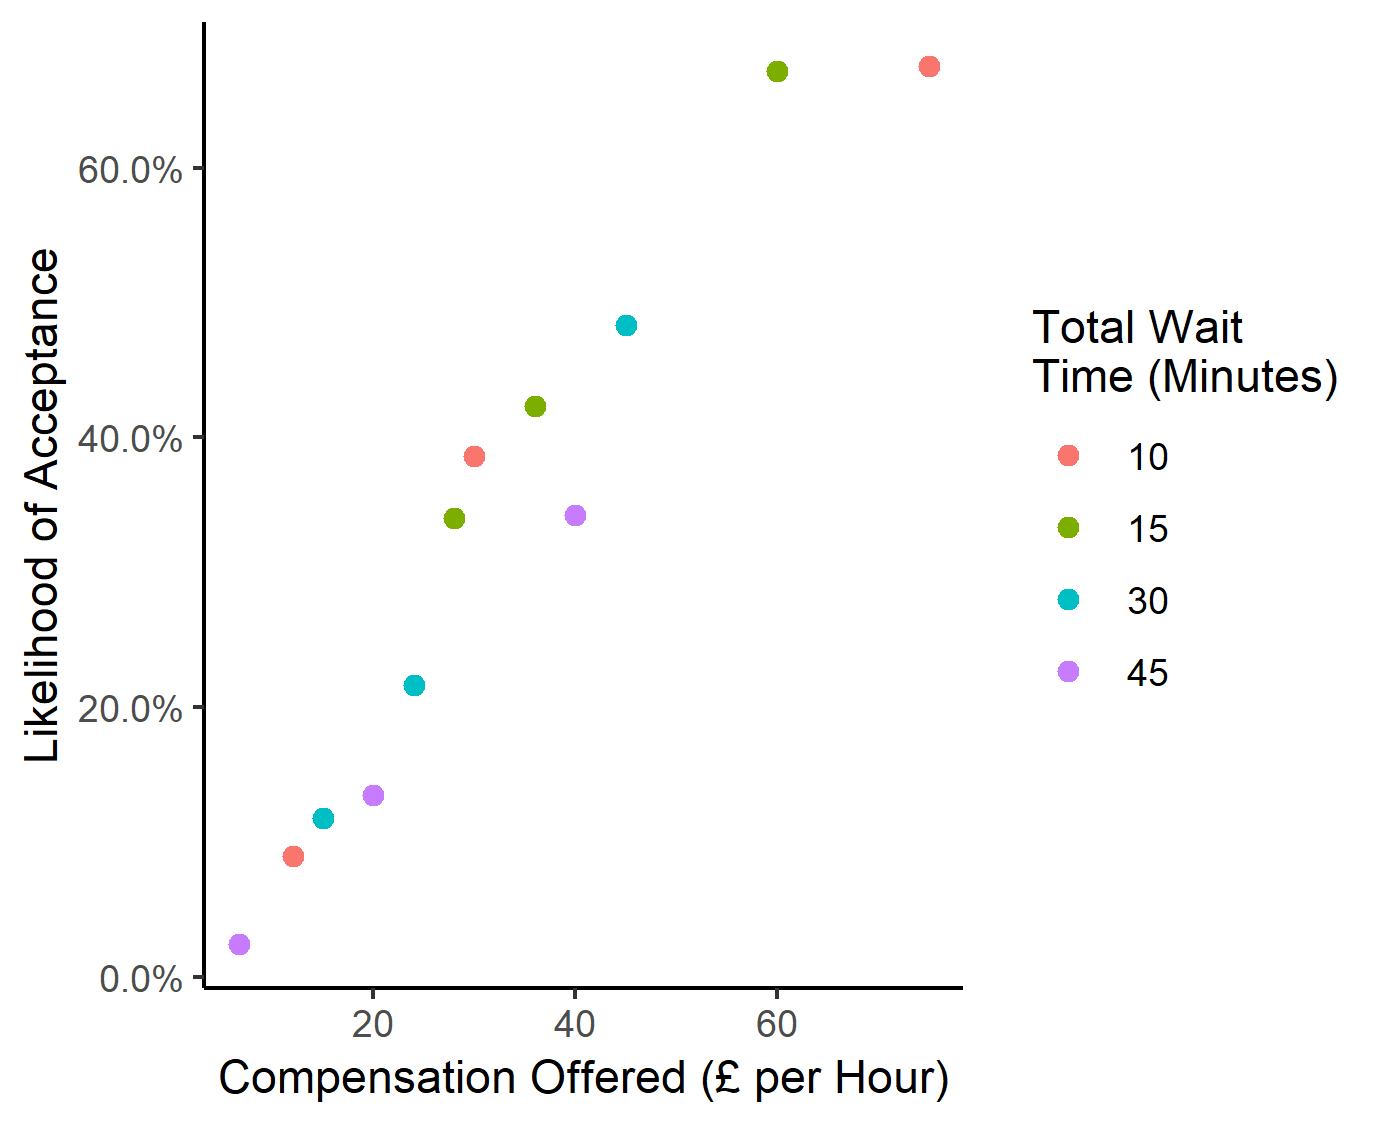 60.0%
40.0%
20.0%
0.0%
Likelihood of Acceptance
20 40 60
Compensation Offered (£ per Hour)
Total Wait
Time (Minutes)
10
15
30
45